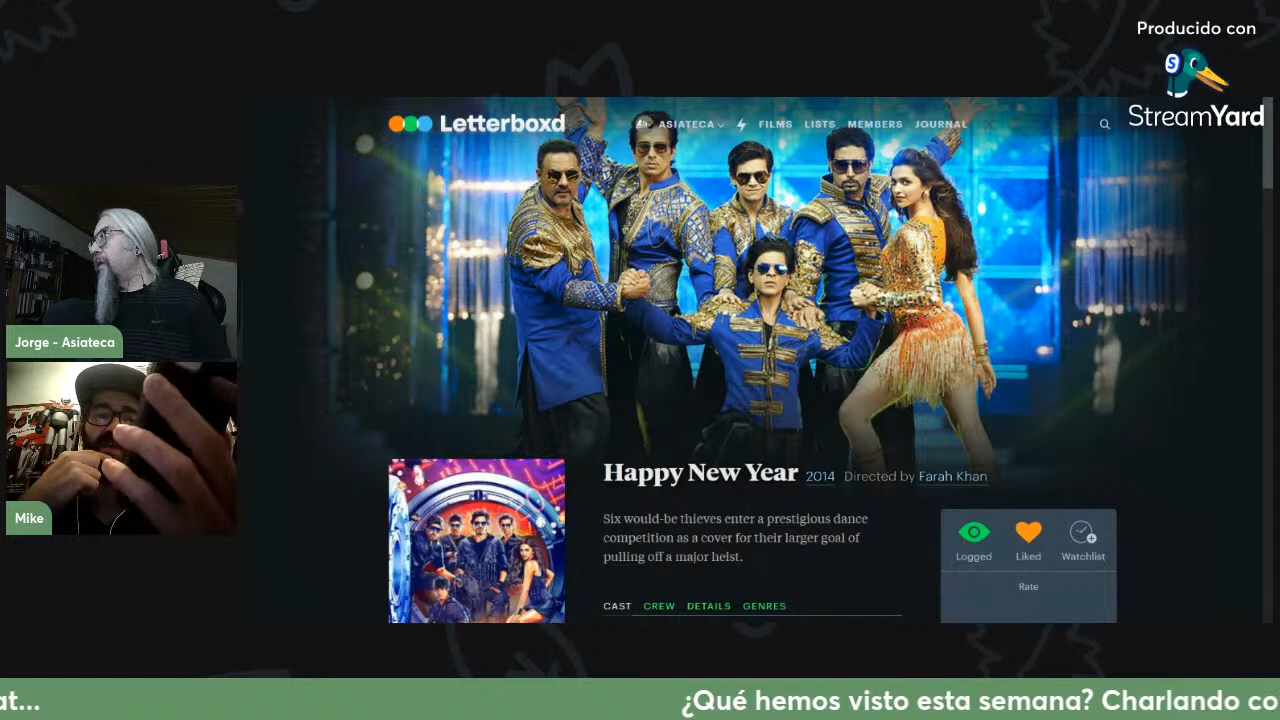 Producido con
StreamYard
Letterboxd
ASIATECA FILMS LISTS MEMBERS JOURNAL
Jorge - Asiateca
Mike
Happy New Year 2014 Directed by Farah Khan
Six would-be thieves enter a prestigious dance
competition as a cover for their larger goal of
pulling off a major heist.
Logged Liked Watchlist
Rate
CAST CREW DETAILS GENRES
at... ¿Qué hemos visto esta semana? Charlando co